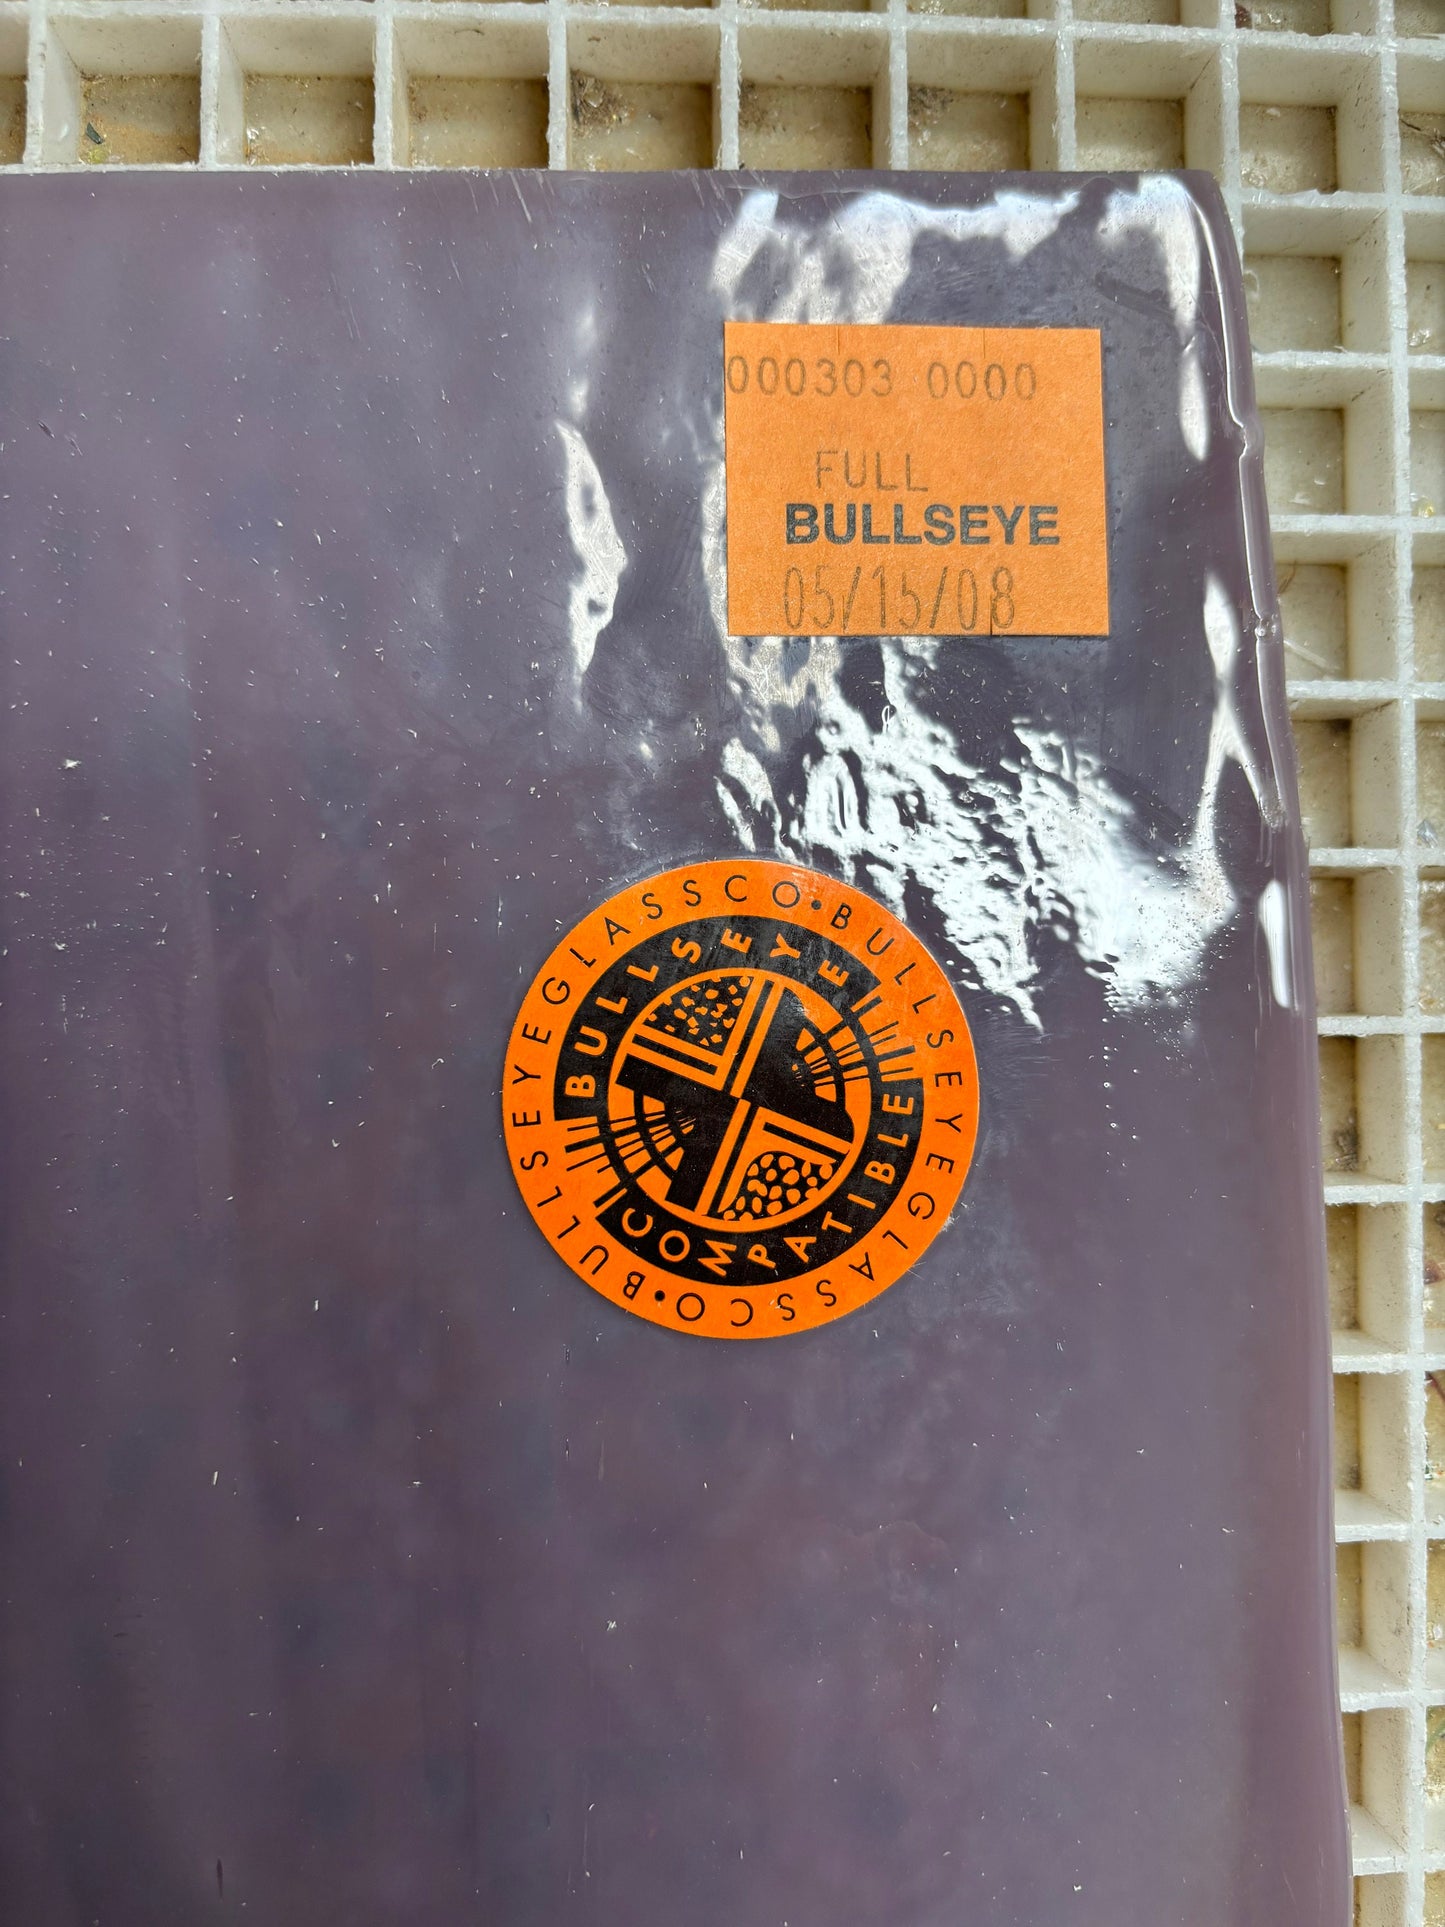 000303 0000
FULL
BULLSEYE
05/15/08
BULLSEYEGLASSCO•BULLSEYEGLASSCO•
BULLSEYE
COMPATIBLE